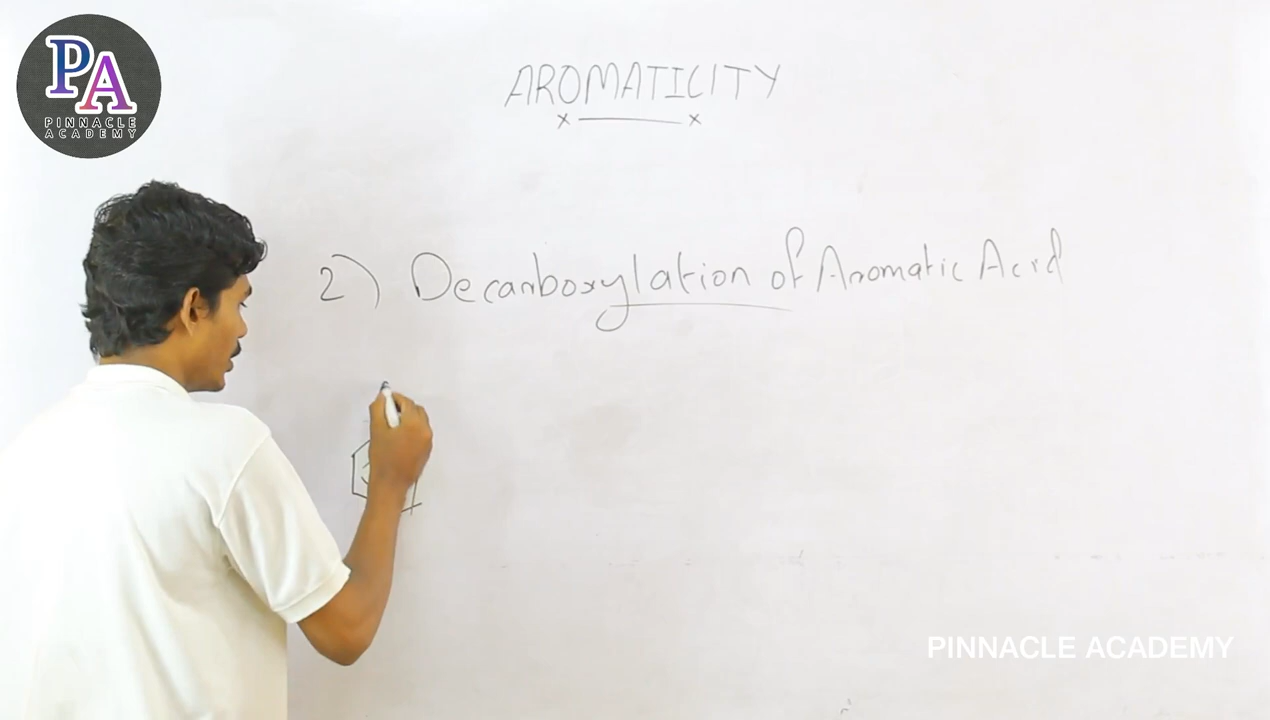 PA
PINNACLE
ACADEMY
AROMATICITY
2) Decarboxylation of Aromatic Acid
PINNACLE ACADEMY